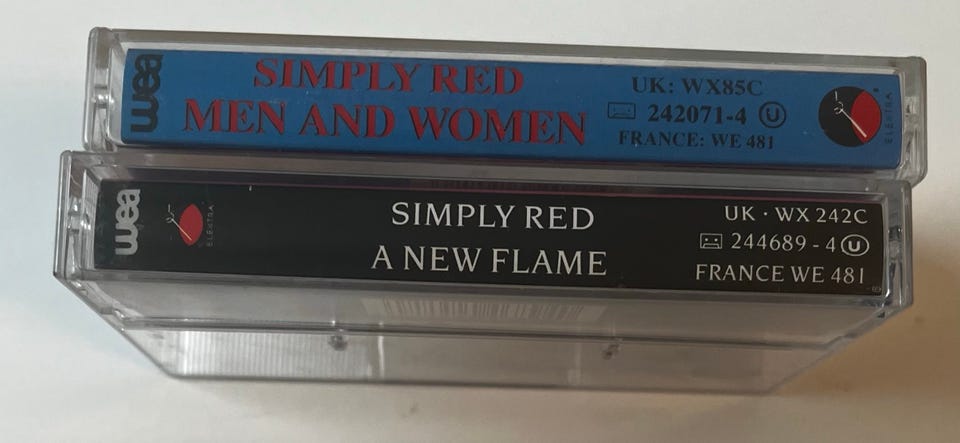 wea
SIMPLY RED
MEN AND WOMEN
UK: WX85C
242071-4 U
FRANCE: WE 481
ELEKTRA
wea
ELEKTRA
SIMPLY RED
A NEW FLAME
UK · WX 242C
244689 - 4 U
FRANCE WE 481